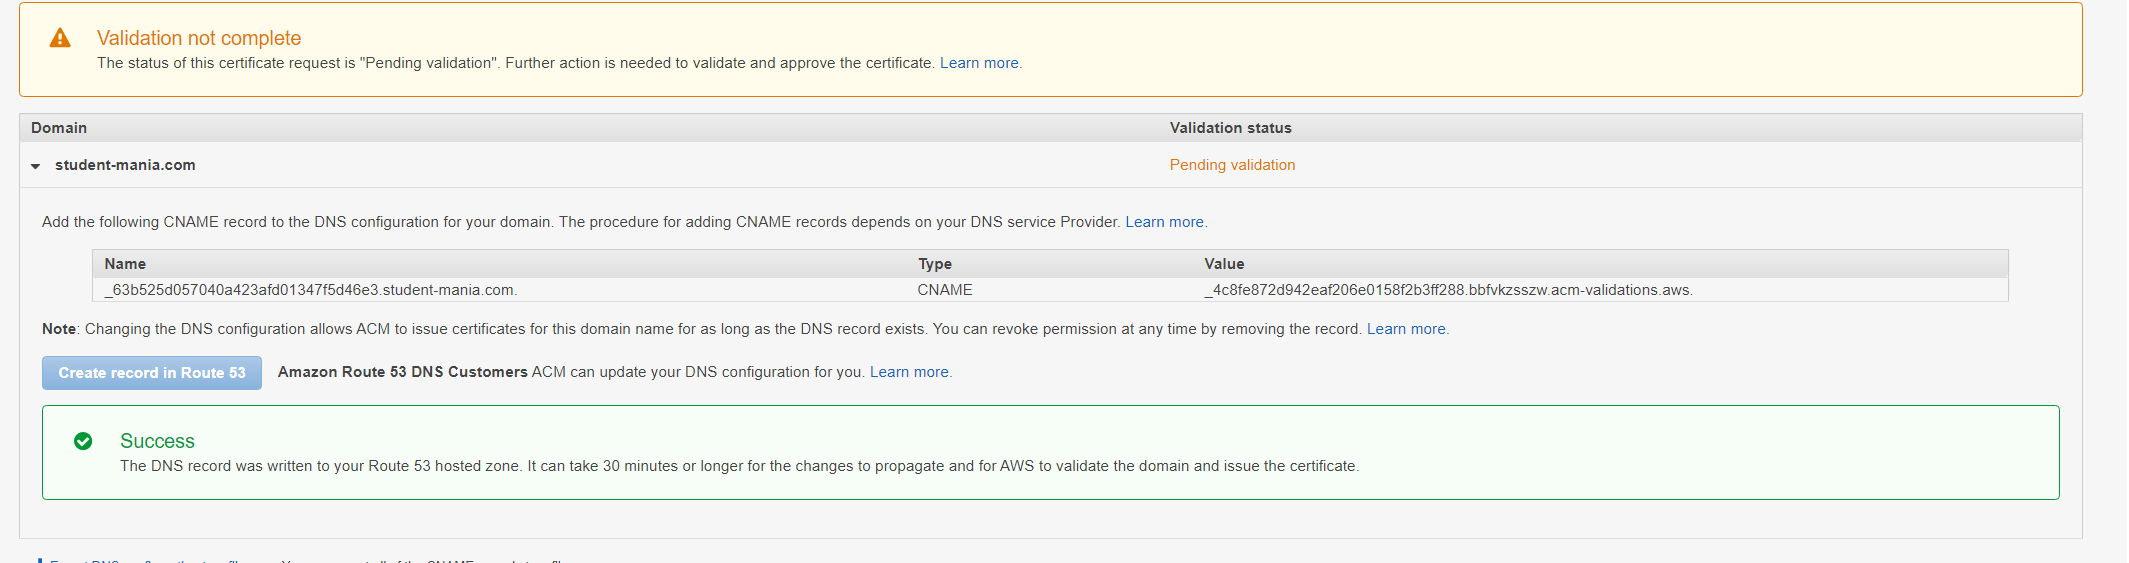 Validation not complete
The status of this certificate request is "Pending validation". Further action is needed to validate and approve the certificate. Learn more.
Domain Validation status
student-mania.com Pending validation
Add the following CNAME record to the DNS configuration for your domain. The procedure for adding CNAME records depends on your DNS service Provider. Learn more.
Name Type Value
_63b525d057040a423afd01347f5d46e3.student-mania.com. CNAME _4c8fe872d942eaf206e0158f2b3ff288.bbfvkzsszw.acm-validations.aws.
Note: Changing the DNS configuration allows ACM to issue certificates for this domain name for as long as the DNS record exists. You can revoke permission at any time by removing the record. Learn more.
Create record in Route 53 Amazon Route 53 DNS Customers ACM can update your DNS configuration for you. Learn more.
Success
The DNS record was written to your Route 53 hosted zone. It can take 30 minutes or longer for the changes to propagate and for AWS to validate the domain and issue the certificate.